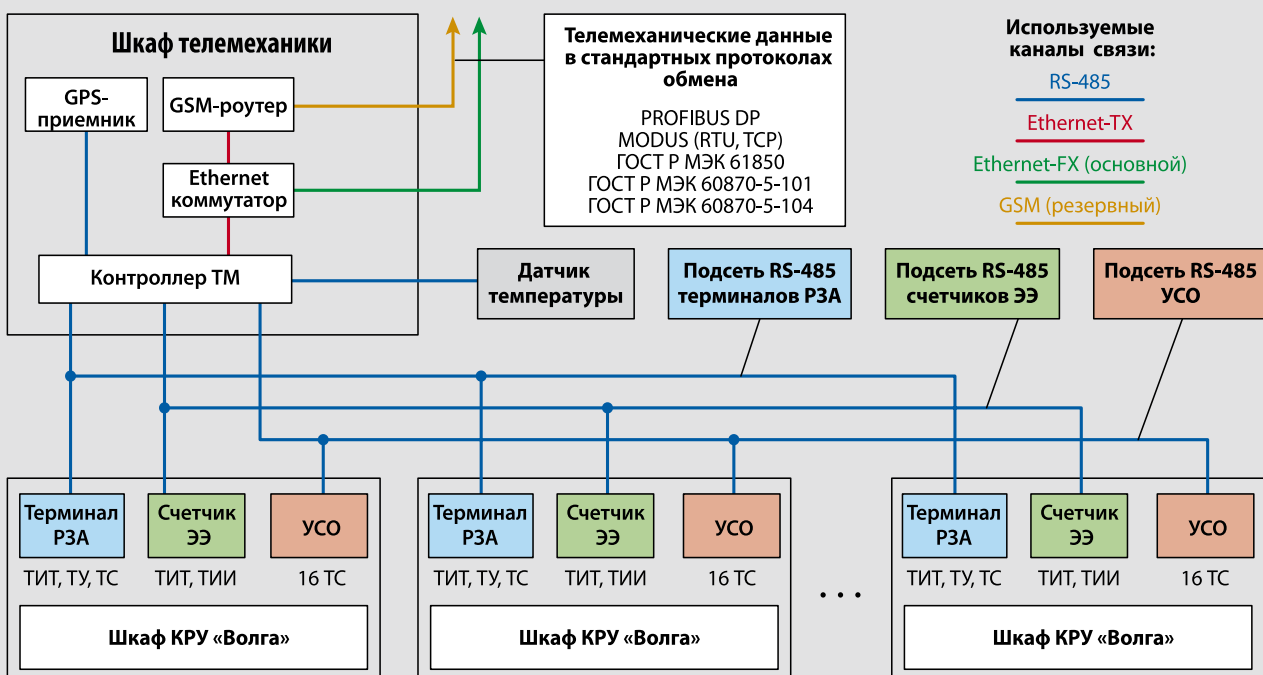 Шкаф телемеханики
GPS-
приемник
GSM-роутер
Ethernet
коммутатор
Контроллер ТМ
Телемеханические данные
в стандартных протоколах
обмена
PROFIBUS DP
MODUS (RTU, TCP)
ГОСТ Р МЭК 61850
ГОСТ Р МЭК 60870-5-101
ГОСТ Р МЭК 60870-5-104
Используемые
каналы связи:
RS-485
Ethernet-TX
Ethernet-FX (основной)
GSM (резервный)
Датчик
температуры
Подсеть RS-485
терминалов РЗА
Подсеть RS-485
счетчиков ЭЭ
Подсеть RS-485
УСО
Терминал
РЗА
Счетчик
ЭЭ
УСО
ТИТ, ТУ, ТС
ТИТ, ТИИ
16 ТС
Шкаф КРУ «Волга»
Терминал
РЗА
Счетчик
ЭЭ
УСО
ТИТ, ТУ, ТС
ТИТ, ТИИ
16 ТС
Шкаф КРУ «Волга»
. . .
Терминал
РЗА
Счетчик
ЭЭ
УСО
ТИТ, ТУ, ТС
ТИТ, ТИИ
16 ТС
Шкаф КРУ «Волга»